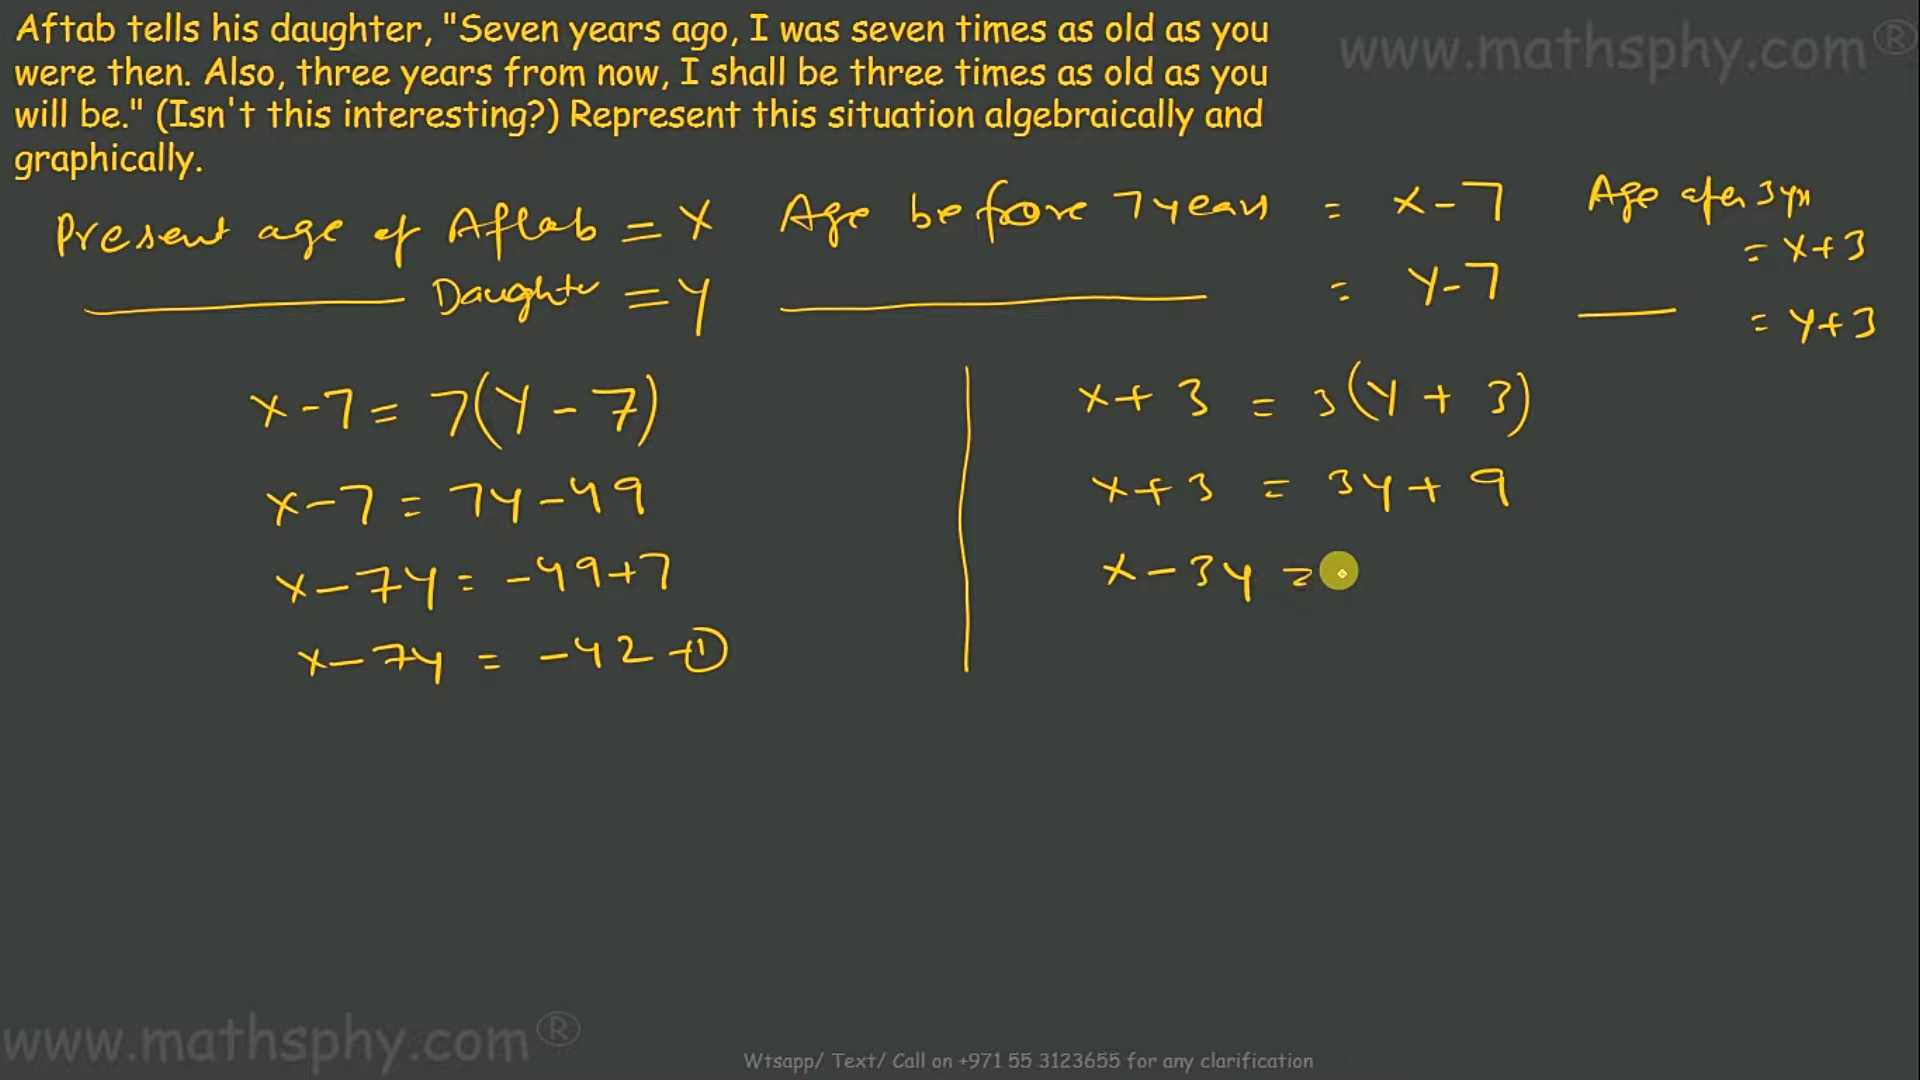 Aftab tells his daughter, "Seven years ago, I was seven times as old as you
were then. Also, three years from now, I shall be three times as old as you
will be." (Isn't this interesting?) Represent this situation algebraically and
graphically.
www.mathsphy.com®
Present age of Aftab = x Age before 7 years = x-7 Age after 3 yrs = x+3
Daughter = y = y-7 = y+3
x-7 = 7(y-7)
x-7 = 7y-49
x-7y = -49+7
x-7y = -42 -①
x+3 = 3(y+3)
x+3 = 3y+9
x-3y =
www.mathsphy.com®
Wtsapp/ Text/ Call on +971 55 3123655 for any clarification